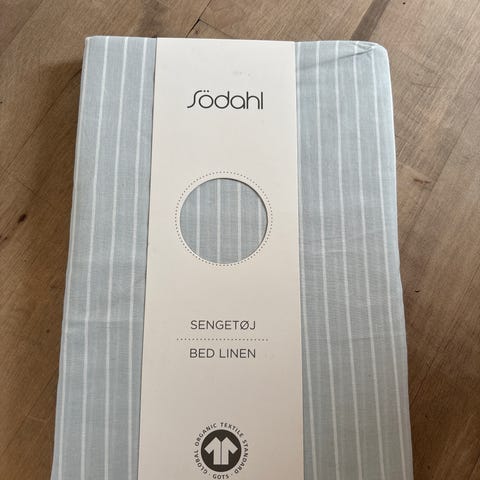 Södahl
SENGETØJ
BED LINEN
GLOBAL ORGANIC TEXTILE STANDARD
· GOTS ·